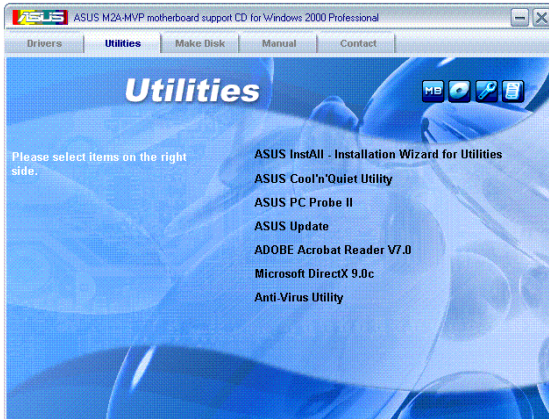 ASUS ASUS M2A-MVP motherboard support CD for Windows 2000 Professional
Drivers Utilities Make Disk Manual Contact
Utilities
MB
Please select items on the right
side.
ASUS InstAll - Installation Wizard for Utilities
ASUS Cool'n'Quiet Utility
ASUS PC Probe II
ASUS Update
ADOBE Acrobat Reader V7.0
Microsoft DirectX 9.0c
Anti-Virus Utility